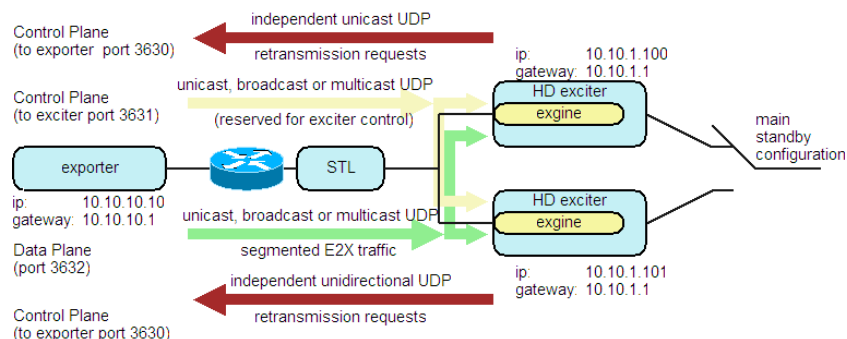 independent unicast UDP
Control Plane
(to exporter port 3630)
retransmission requests
ip: 10.10.1.100
gateway: 10.10.1.1
unicast, broadcast or multicast UDP
HD exciter
Control Plane
(to exciter port 3631)
exgine
(reserved for exciter control)
main
standby
configuration
exporter
STL
ip: 10.10.10.10
gateway: 10.10.10.1
unicast, broadcast or multicast UDP
HD exciter
exgine
Data Plane
(port 3632)
segmented E2X traffic
independent unidirectional UDP
ip: 10.10.1.101
gateway: 10.10.1.1
Control Plane
(to exporter port 3630)
retransmission requests